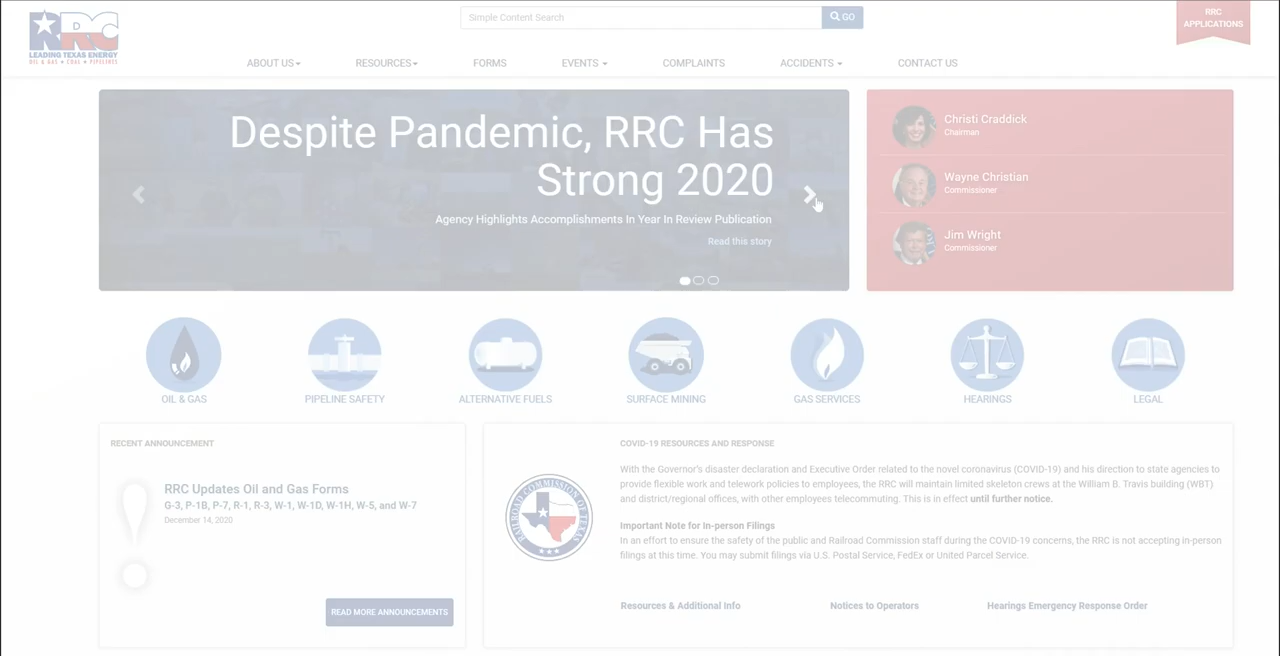 RRC
LEADING TEXAS ENERGY
OIL & GAS ★ COAL ★ PIPELINES
Simple Content Search
GO
RRC
APPLICATIONS
ABOUT US
RESOURCES
FORMS
EVENTS
COMPLAINTS
ACCIDENTS
CONTACT US
Despite Pandemic, RRC Has
Strong 2020
Agency Highlights Accomplishments In Year In Review Publication
Read this story
Christi Craddick
Chairman
Wayne Christian
Commissioner
Jim Wright
Commissioner
OIL & GAS
PIPELINE SAFETY
ALTERNATIVE FUELS
SURFACE MINING
GAS SERVICES
HEARINGS
LEGAL
RECENT ANNOUNCEMENT
RRC Updates Oil and Gas Forms
G-3, P-1B, P-7, R-1, R-3, W-1, W-1D, W-1H, W-5, and W-7
December 14, 2020
READ MORE ANNOUNCEMENTS
COVID-19 RESOURCES AND RESPONSE
With the Governor's disaster declaration and Executive Order related to the novel coronavirus (COVID-19) and his direction to state agencies to
provide flexible work and telework policies to employees, the RRC will maintain limited skeleton crews at the William B. Travis building (WBT)
and district/regional offices, with other employees telecommuting. This is in effect until further notice.
RAILROAD COMMISSION OF TEXAS
Important Note for In-person Filings
In an effort to ensure the safety of the public and Railroad Commission staff during the COVID-19 concerns, the RRC is not accepting in-person
filings at this time. You may submit filings via U.S. Postal Service, FedEx or United Parcel Service.
Resources & Additional Info
Notices to Operators
Hearings Emergency Response Order